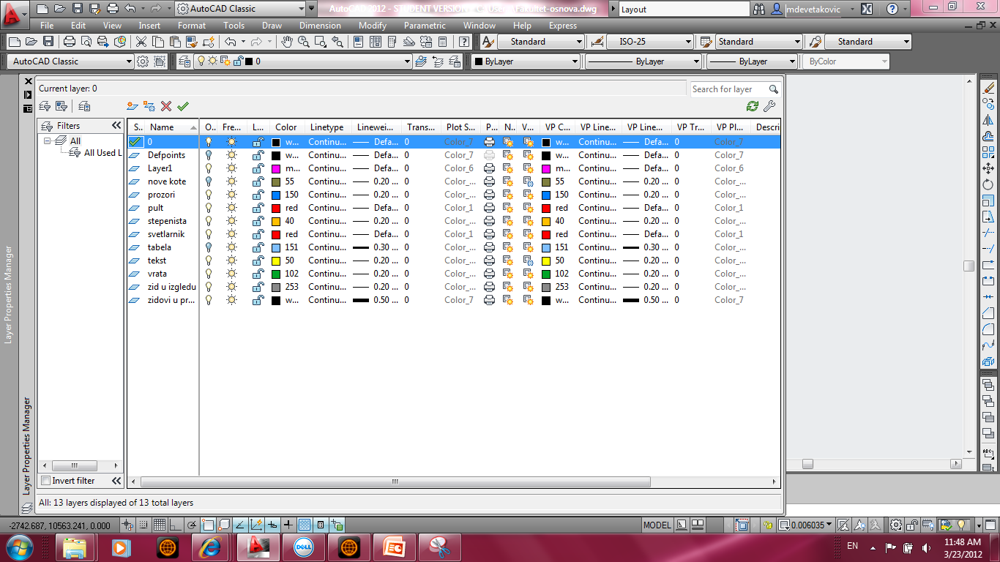 AutoCAD Classic
AutoCAD 2012 - STUDENT VERSION
Fakultet-osnova.dwg
Layout
mdevetakovic
File Edit View Insert Format Tools Draw Dimension Modify Parametric Window Help Express
Standard ISO-25 Standard Standard
AutoCAD Classic 0 ByLayer ByLayer ByLayer ByColor
Current layer: 0
Search for layer
Filters
All
All Used L
S.. Name O.. Fre... L... Color Linetype Linewei... Trans... Plot S... P... N.. V... VP C... VP Line... VP Line... VP Tr... VP Pl... Descri
0 w... Continu... Defa... 0 Color_7 w... Continu... Defa... 0 Color_7
Defpoints w... Continu... Defa... 0 Color_7 w... Continu... Defa... 0 Color_7
Layer1 m... Continu... Defa... 0 Color_6 m... Continu... Defa... 0 Color_6
nove kote 55 Continu... 0.20 ... 0 Color_... 55 Continu... 0.20 ... 0 Color_...
prozori 150 Continu... 0.20 ... 0 Color_... 150 Continu... 0.20 ... 0 Color_...
pult red Continu... Defa... 0 Color_1 red Continu... Defa... 0 Color_1
stepenista 40 Continu... 0.20 ... 0 Color_... 40 Continu... 0.20 ... 0 Color_...
svetlarnik red Continu... Defa... 0 Color_1 red Continu... Defa... 0 Color_1
tabela 151 Continu... 0.30 ... 0 Color_... 151 Continu... 0.30 ... 0 Color_...
tekst 50 Continu... 0.20 ... 0 Color_... 50 Continu... 0.20 ... 0 Color_...
vrata 102 Continu... 0.20 ... 0 Color_... 102 Continu... 0.20 ... 0 Color_...
zid u izgledu 253 Continu... 0.20 ... 0 Color_... 253 Continu... 0.20 ... 0 Color_...
zidovi u pr... w... Continu... 0.50 ... 0 Color_7 w... Continu... 0.50 ... 0 Color_7
Layer Properties Manager
Layer Properties Manager
Invert filter
All: 13 layers displayed of 13 total layers
ABC
-2742.687, 10563.241, 0.000 MODEL 0.006035
DELL
EN
11:48 AM
3/23/2012